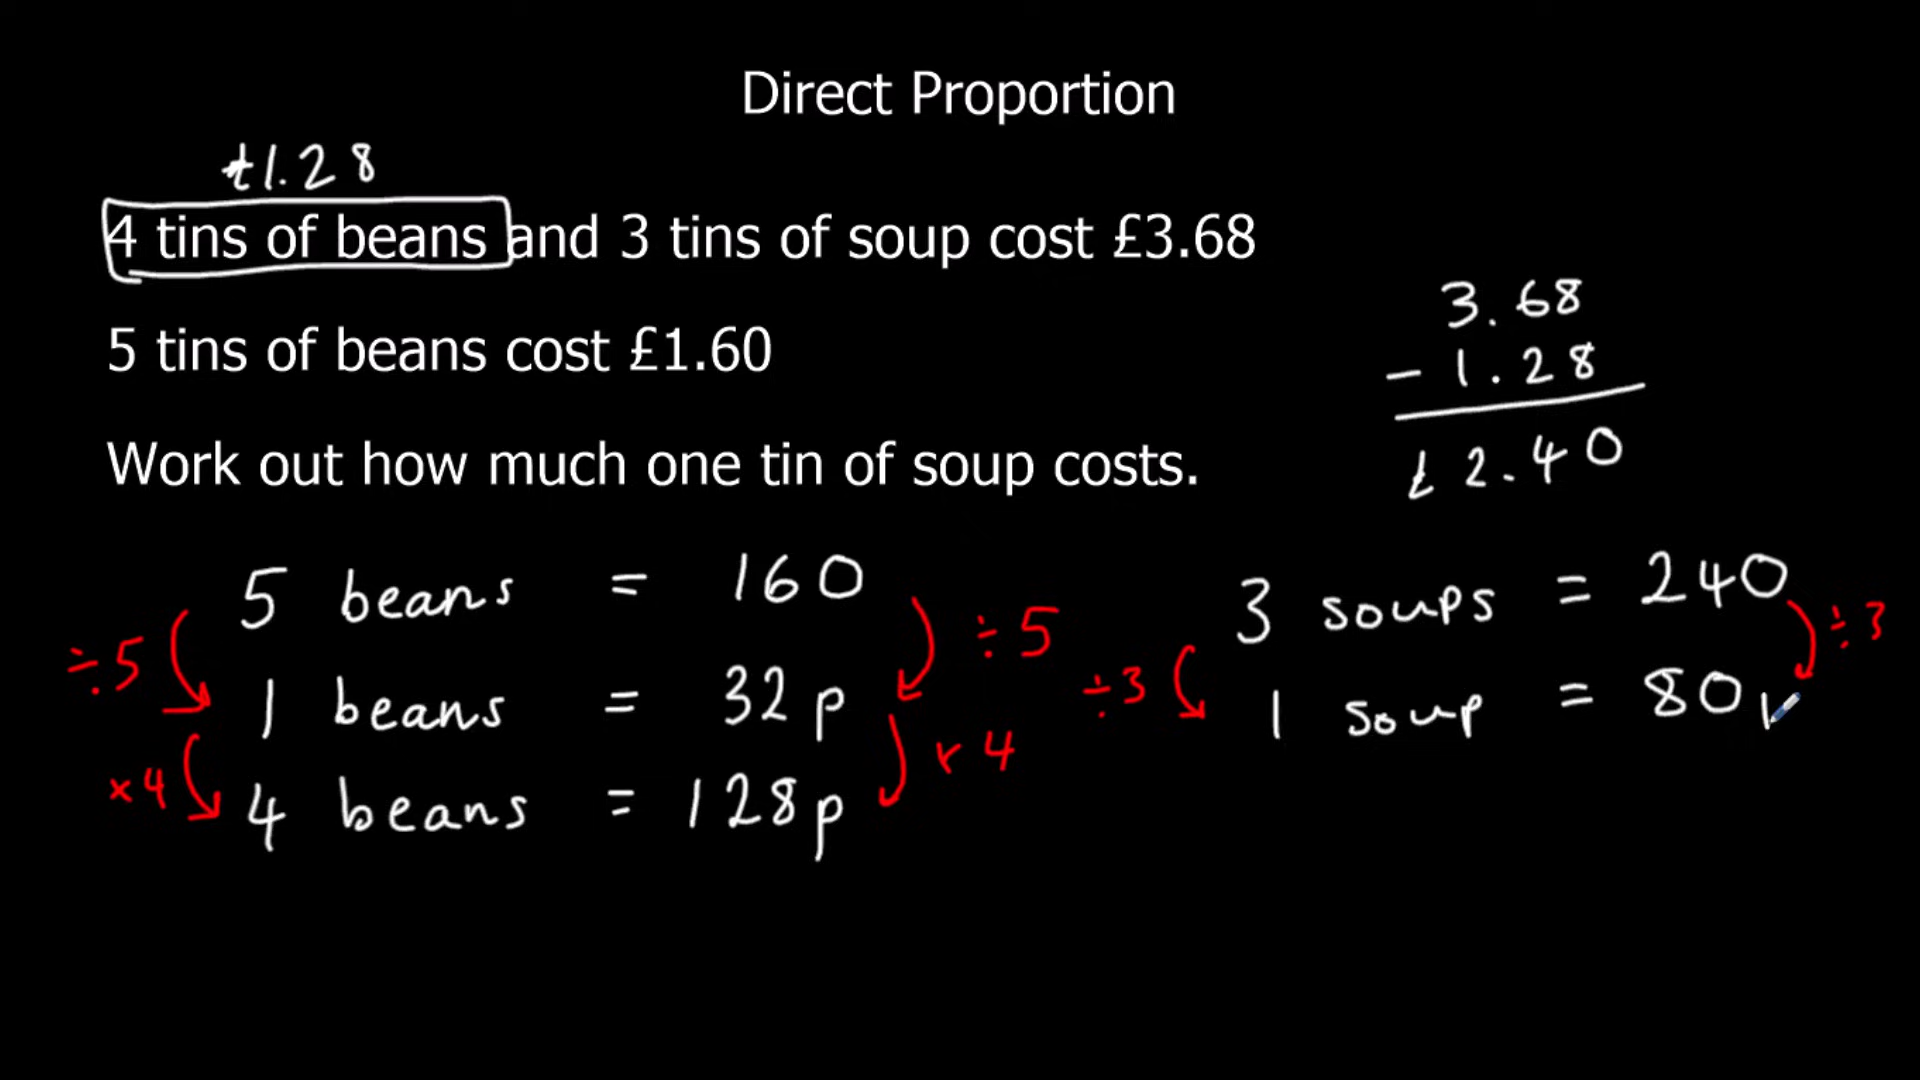 Direct Proportion
£1.28
4 tins of beans and 3 tins of soup cost £3.68
5 tins of beans cost £1.60
Work out how much one tin of soup costs.
3.68
- 1.28
£2.40
5 beans = 160
÷5
÷5
1 beans = 32p
×4
×4
4 beans = 128p
3 soups = 240
÷3
÷3
1 soup = 80